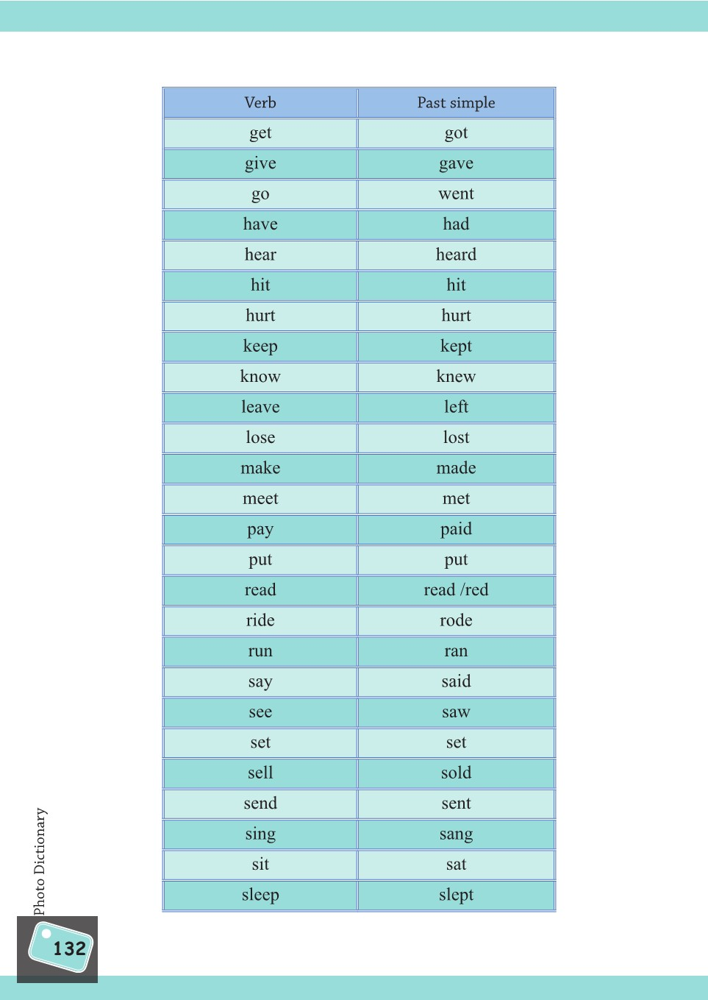 Verb Past simple
get got
give gave
go went
have had
hear heard
hit hit
hurt hurt
keep kept
know knew
leave left
lose lost
make made
meet met
pay paid
put put
read read /red
ride rode
run ran
say said
see saw
set set
sell sold
send sent
sing sang
sit sat
sleep slept
Photo Dictionary
132